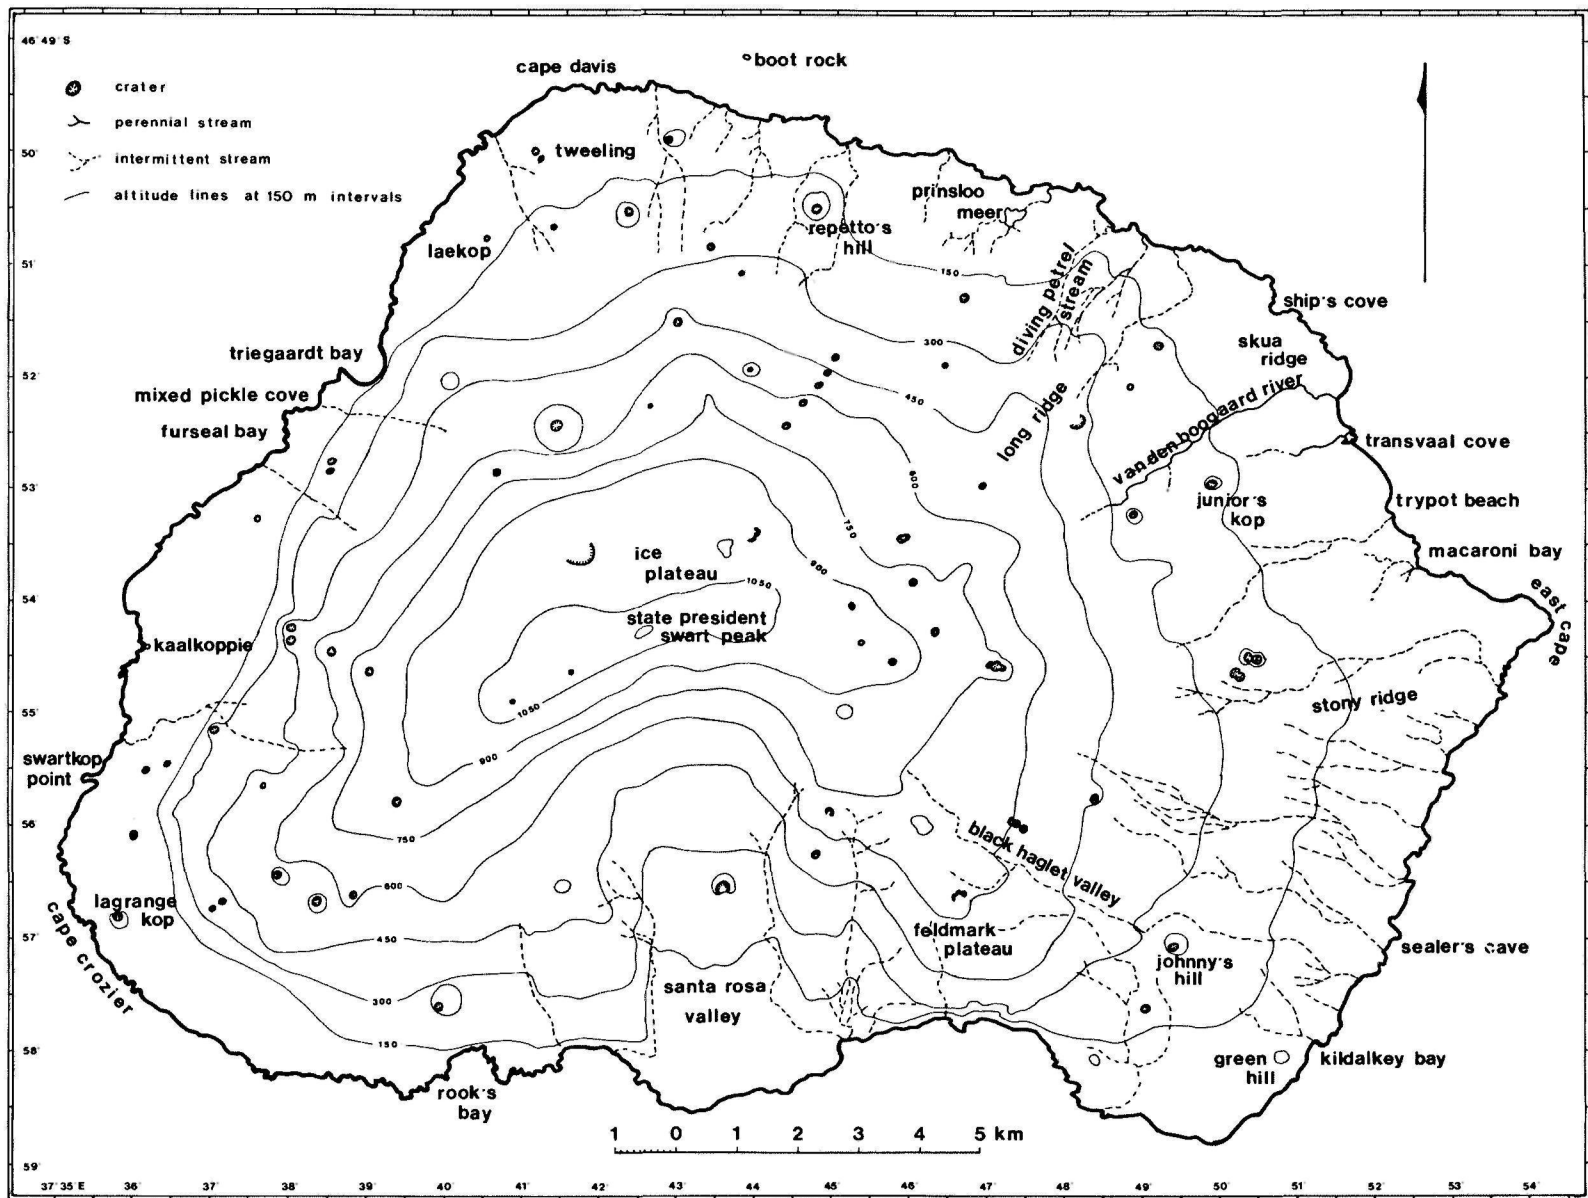 46°49'S
cape davis
boot rock
crater
perennial stream
intermittent stream
altitude lines at 150 m intervals
50'
tweeling
prinsloo
meer
repetto's
hill
laekop
51'
150
diving petrel
stream
ship's cove
300
skua
ridge
triegaardt bay
52'
mixed pickle cove
450
long ridge
van den boogaard river
furseal bay
transvaal cove
600
53'
junior's
kop
trypot beach
750
ice
plateau
macaroni bay
900
54'
1050
east cape
state president
swart peak
kaalkoppie
stony ridge
55'
1050
swartkop
point
900
56'
black haglet valley
750
600
lagrange
kop
cape crozier
feldmark
plateau
57'
450
sealer's cave
johnny's
hill
santa rosa
valley
300
150
58'
green
hill
kildalkey bay
rook's
bay
1 0 1 2 3 4 5 km
59'
37°35'E 36' 37' 38' 39' 40' 41' 42' 43' 44' 45' 46' 47' 48' 49' 50' 51' 52' 53' 54'